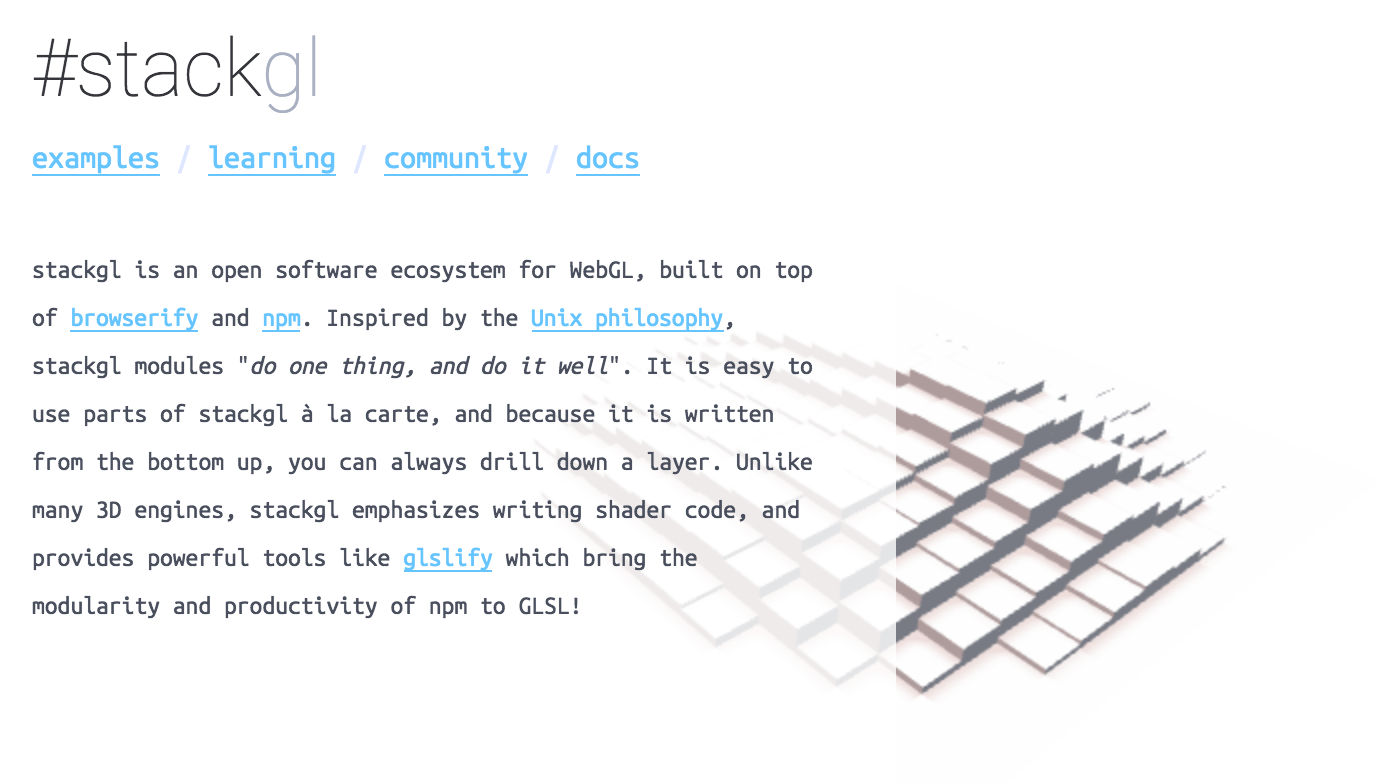 #stackgl
examples / learning / community / docs
stackgl is an open software ecosystem for WebGL, built on top
of browserify and npm. Inspired by the Unix philosophy,
stackgl modules "do one thing, and do it well". It is easy to
use parts of stackgl à la carte, and because it is written
from the bottom up, you can always drill down a layer. Unlike
many 3D engines, stackgl emphasizes writing shader code, and
provides powerful tools like glslify which bring the
modularity and productivity of npm to GLSL!